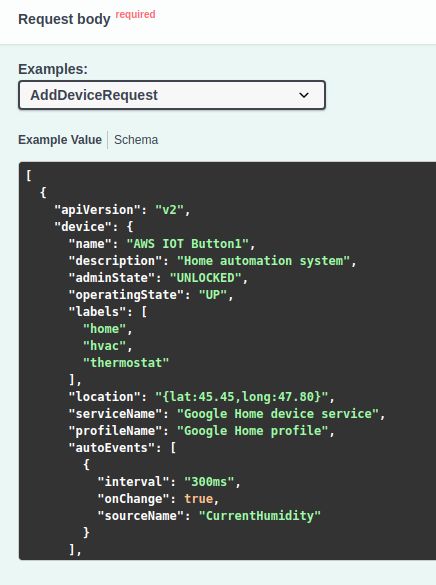 Request body required
Examples:
AddDeviceRequest
Example Value | Schema
[
  {
    "apiVersion": "v2",
    "device": {
      "name": "AWS IOT Button1",
      "description": "Home automation system",
      "adminState": "UNLOCKED",
      "operatingState": "UP",
      "labels": [
        "home",
        "hvac",
        "thermostat"
      ],
      "location": "{lat:45.45,long:47.80}",
      "serviceName": "Google Home device service",
      "profileName": "Google Home profile",
      "autoEvents": [
        {
          "interval": "300ms",
          "onChange": true,
          "sourceName": "CurrentHumidity"
        }
      ],